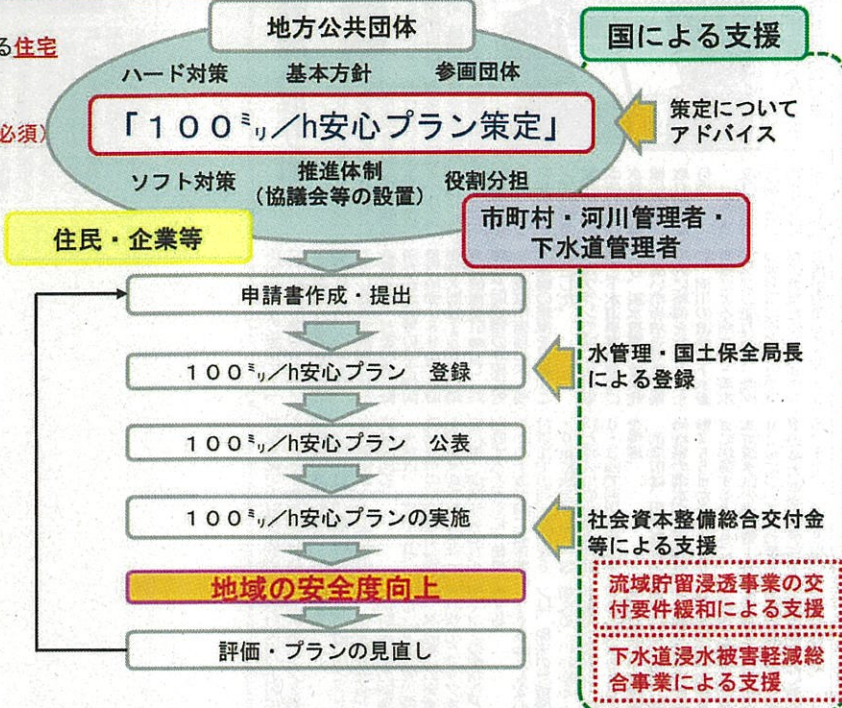 地方公共団体
国による支援
る住宅
ハード対策 基本方針 参画団体
必須)
「100㍉/h安心プラン策定」
策定について
アドバイス
ソフト対策
推進体制
(協議会等の設置)
役割分担
住民・企業等
市町村・河川管理者・
下水道管理者
申請書作成・提出
100㍉/h安心プラン 登録
水管理・国土保全局長
による登録
100㍉/h安心プラン 公表
100㍉/h安心プランの実施
社会資本整備総合交付金
等による支援
地域の安全度向上
流域貯留浸透事業の交
付要件緩和による支援
評価・プランの見直し
下水道浸水被害軽減総
合事業による支援